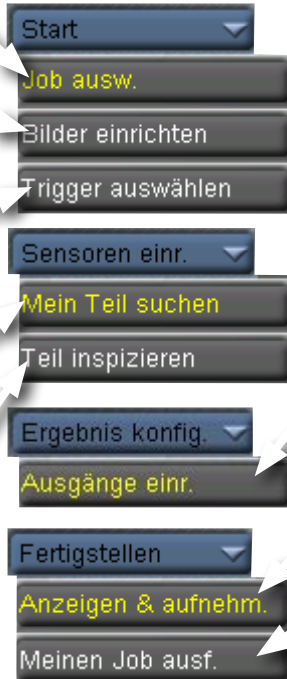 Start
Job ausw.
Bilder einrichten
Trigger auswählen
Sensoren einr.
Mein Teil suchen
Teil inspizieren
Ergebnis konfig.
Ausgänge einr.
Fertigstellen
Anzeigen & aufnehm.
Meinen Job ausf.